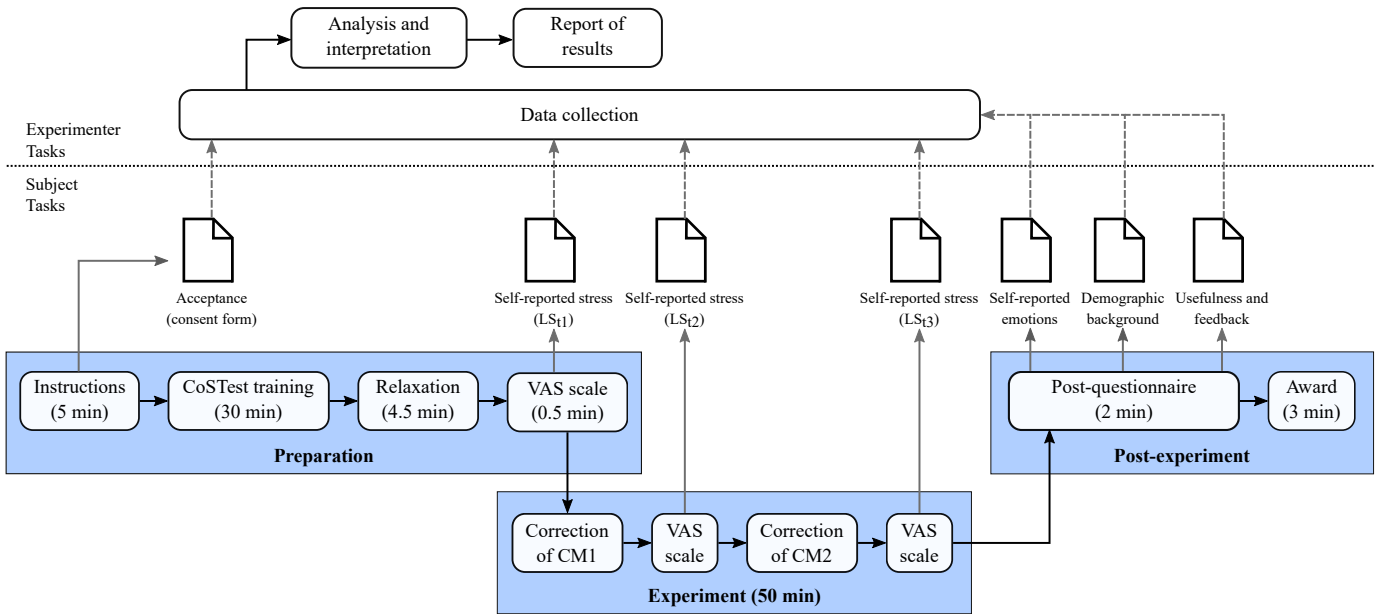 Analysis and
interpretation
Report of
results
Data collection
Experimenter
Tasks
Subject
Tasks
Acceptance
(consent form)
Self-reported stress
(LSt1)
Self-reported stress
(LSt2)
Self-reported stress
(LSt3)
Self-reported
emotions
Demographic
background
Usefulness and
feedback
Instructions
(5 min)
CoSTest training
(30 min)
Relaxation
(4.5 min)
VAS scale
(0.5 min)
Preparation
Post-questionnaire
(2 min)
Award
(3 min)
Post-experiment
Correction
of CM1
VAS
scale
Correction
of CM2
VAS
scale
Experiment (50 min)